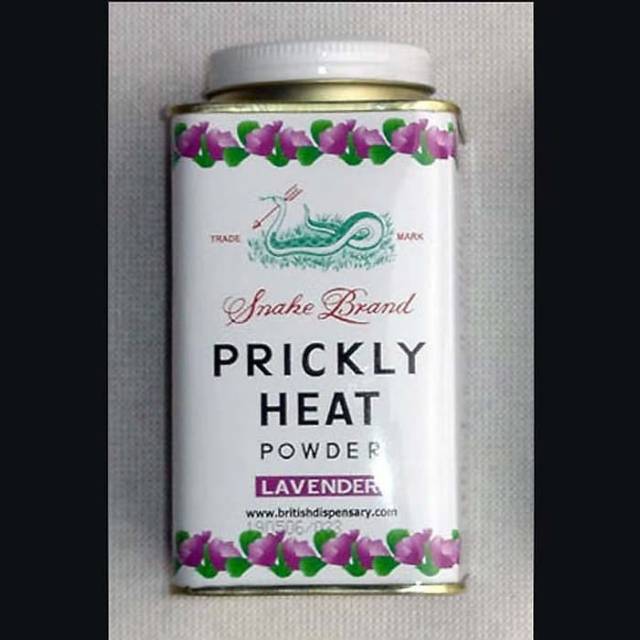 TRADE MARK
Snake Brand
PRICKLY
HEAT
POWDER
LAVENDER
www.britishdispensary.com
190506/023